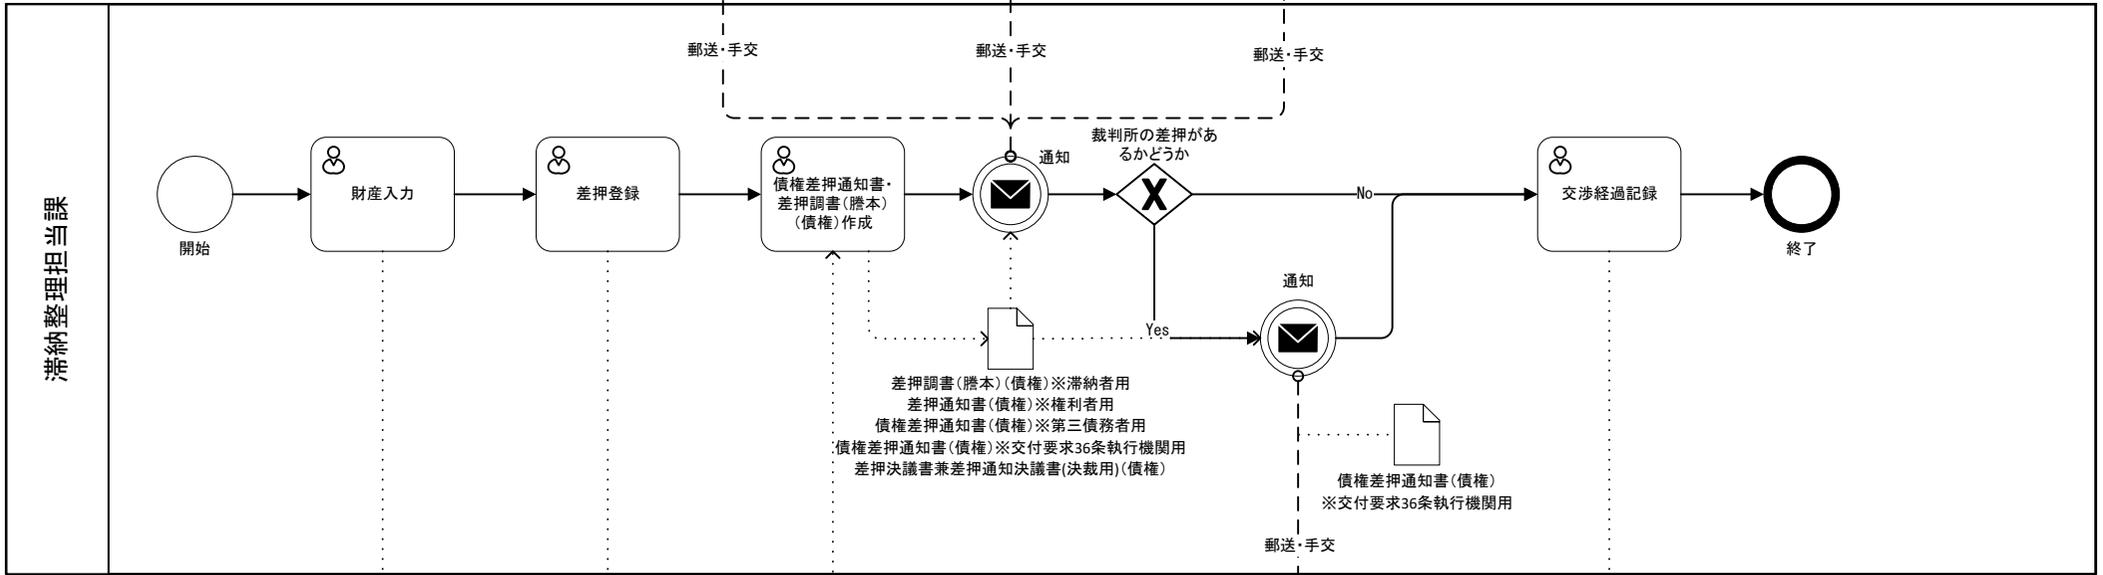 滞納整理担当課
郵送・手交
郵送・手交
郵送・手交
開始
財産入力
差押登録
債権差押通知書・
差押調書（謄本）
（債権）作成
通知
裁判所の差押があ
るかどうか
No
Yes
通知
交渉経過記録
終了
差押調書（謄本）（債権）※滞納者用
差押通知書（債権）※権利者用
債権差押通知書（債権）※第三債務者用
債権差押通知書（債権）※交付要求36条執行機関用
差押決議書兼差押通知決議書(決裁用)（債権）
債権差押通知書（債権）
※交付要求36条執行機関用
郵送・手交